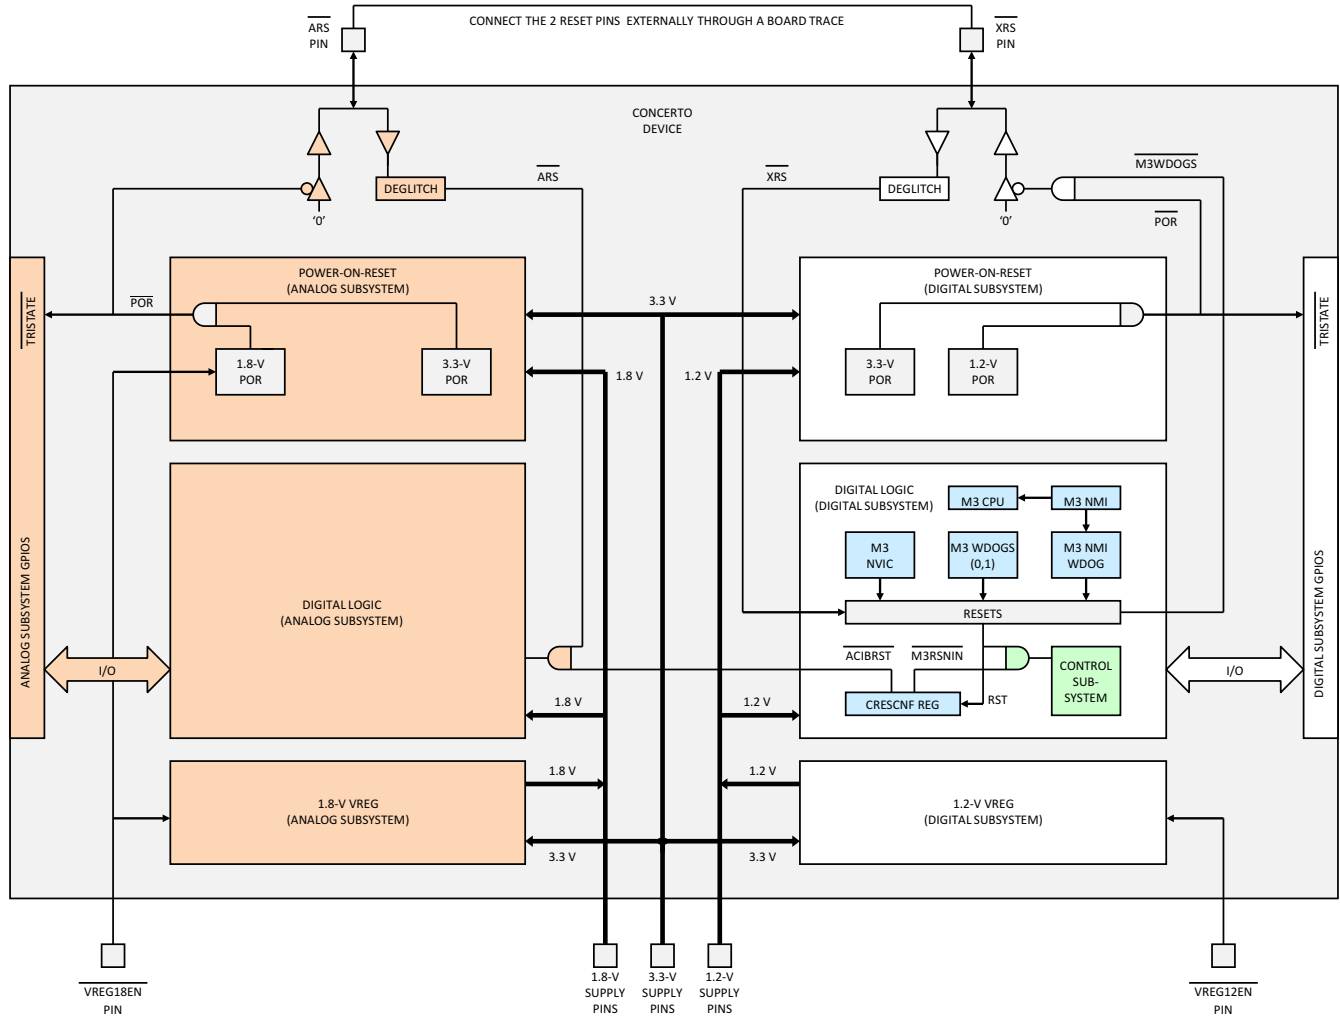 CONNECT THE 2 RESET PINS EXTERNALLY THROUGH A BOARD TRACE
ARS
PIN
XRS
PIN
CONCERTO
DEVICE
DEGLITCH
ARS
'0'
XRS
DEGLITCH
'0'
M3WDOGS
POR
TRISTATE
ANALOG SUBSYSTEM GPIOS
POR
POWER-ON-RESET
(ANALOG SUBSYSTEM)
1.8-V
POR
3.3-V
POR
3.3 V
1.8 V
1.2 V
POWER-ON-RESET
(DIGITAL SUBSYSTEM)
3.3-V
POR
1.2-V
POR
TRISTATE
DIGITAL SUBSYSTEM GPIOS
DIGITAL LOGIC
(ANALOG SUBSYSTEM)
I/O
DIGITAL LOGIC
(DIGITAL SUBSYSTEM)
M3 CPU
M3 NMI
M3
NVIC
M3 WDOGS
(0,1)
M3 NMI
WDOG
RESETS
ACIBRST
M3RSNIN
CRESCNF REG
RST
CONTROL
SUB-
SYSTEM
I/O
1.8 V
1.2 V
1.8 V
1.2 V
1.8-V VREG
(ANALOG SUBSYSTEM)
3.3 V
3.3 V
1.2-V VREG
(DIGITAL SUBSYSTEM)
VREG18EN
PIN
1.8-V
SUPPLY
PINS
3.3-V
SUPPLY
PINS
1.2-V
SUPPLY
PINS
VREG12EN
PIN